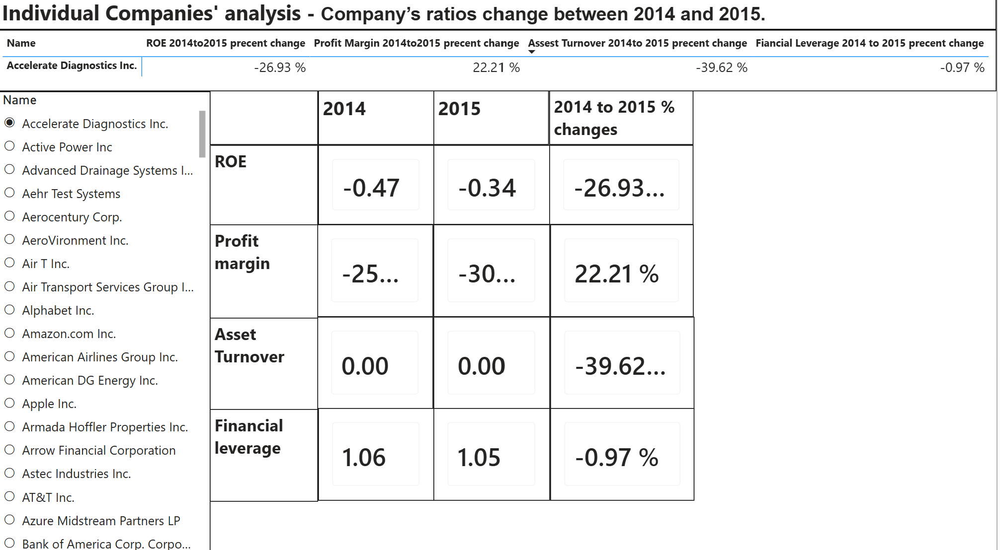 Individual Companies' analysis - Company’s ratios change between 2014 and 2015.
Name ROE 2014to2015 precent change Profit Margin 2014to2015 precent change Assest Turnover 2014to 2015 precent change Fiancial Leverage 2014 to 2015 precent change
Accelerate Diagnostics Inc. -26.93 % 22.21 % -39.62 % -0.97 %
Name
Accelerate Diagnostics Inc.
Active Power Inc
Advanced Drainage Systems I...
Aehr Test Systems
Aerocentury Corp.
AeroVironment Inc.
Air T Inc.
Air Transport Services Group I...
Alphabet Inc.
Amazon.com Inc.
American Airlines Group Inc.
American DG Energy Inc.
Apple Inc.
Armada Hoffler Properties Inc.
Arrow Financial Corporation
Astec Industries Inc.
AT&T Inc.
Azure Midstream Partners LP
Bank of America Corp. Corpo...
2014 2015 2014 to 2015 %
changes
ROE
-0.47 -0.34 -26.93...
Profit
margin
-25... -30... 22.21 %
Asset
Turnover
0.00 0.00 -39.62...
Financial
leverage
1.06 1.05 -0.97 %